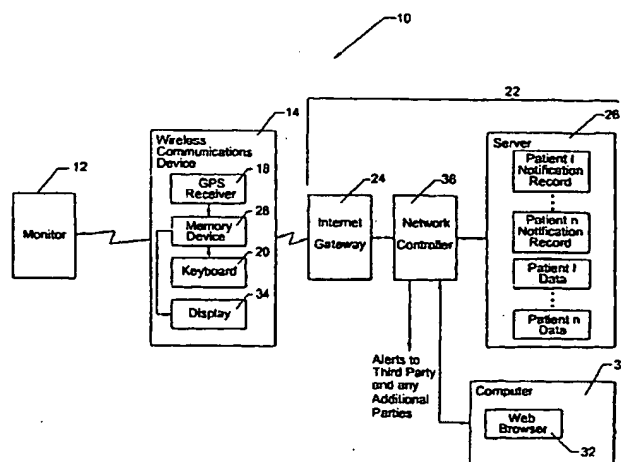 10
22
14
Wireless
Communications
Device
26
Server
12
18
GPS
Receiver
Patient I
Notification
Record
24
36
28
Monitor
Memory
Device
Internet
Gateway
Network
Controller
Patient n
Notification
Record
20
Keyboard
Patient I
Data
34
Display
Patient n
Data
Alerts to
Third Party
and any
Additional
Parties
3
Computer
Web
Browser
32